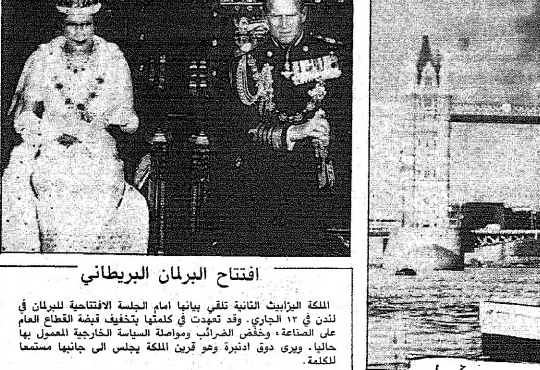 افتتاح البرلمان البريطاني
الملكة اليزابيث الثانية تلقي بيانها امام الجلسة الافتتاحية للبرلمان في
لندن في ١٢ الجاري. وقد تعهدت في كلمتها بتخفيف قبضة القطاع العام
على الصناعة، وخفض الضرائب ومواصلة السياسة الخارجية المعمول بها
حاليا. ويرى دوق ادنبرة وهو قرين الملكة يجلس الى جانبها مستمعا
للكلمة.